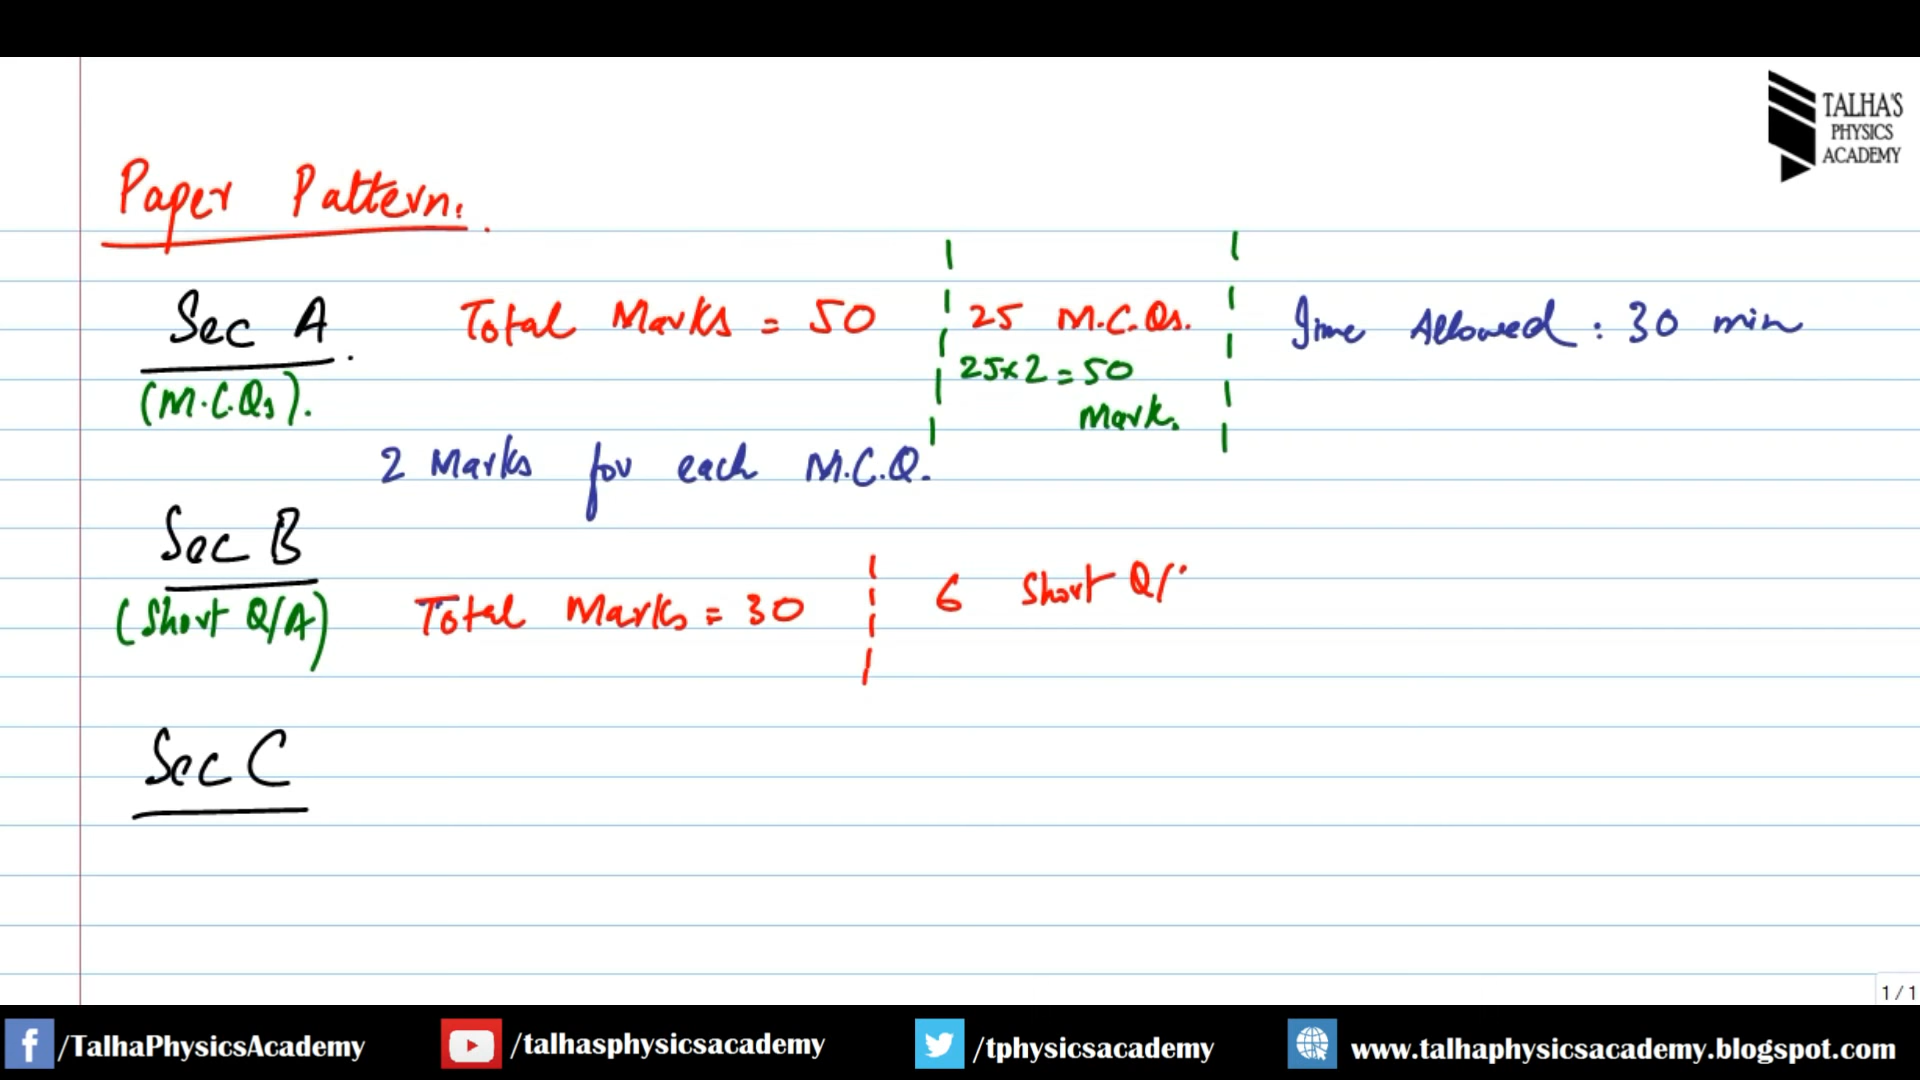 TALHA'S
PHYSICS
ACADEMY
Paper Pattern.
Sec A
(M.C.Qs).
Total Marks = 50
25 M.C.Qs.
25×2=50
Mark.
Time Allowed : 30 min
2 Marks for each M.C.Q.
Sec B
(Short Q/A)
Total Marks = 30
6 Short Q/
Sec C
1 / 1
/TalhaPhysicsAcademy
/talhasphysicsacademy
/tphysicsacademy
www.talhaphysicsacademy.blogspot.com